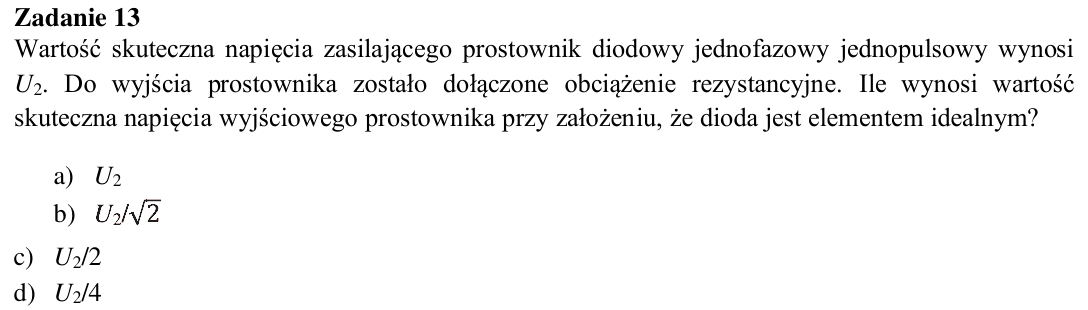 Zadanie 13
Wartość skuteczna napięcia zasilającego prostownik diodowy jednofazowy jednopulsowy wynosi
U₂. Do wyjścia prostownika zostało dołączone obciążenie rezystancyjne. Ile wynosi wartość
skuteczna napięcia wyjściowego prostownika przy założeniu, że dioda jest elementem idealnym?
a) U₂
b) U₂/√2
c) U₂/2
d) U₂/4